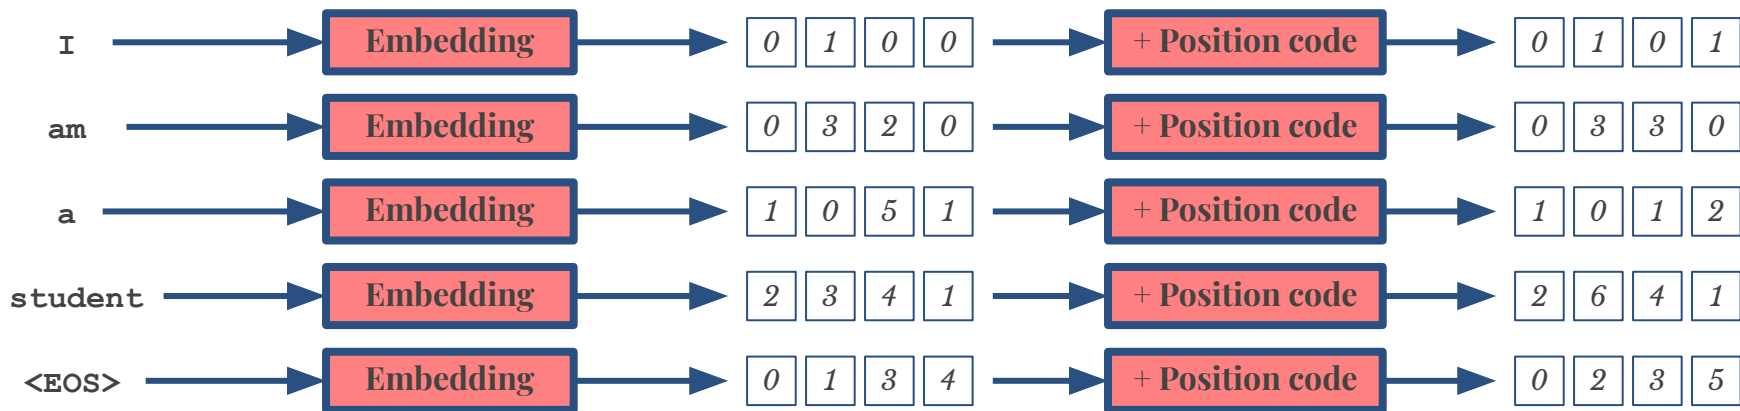 I Embedding 0 1 0 0 + Position code 0 1 0 1
am Embedding 0 3 2 0 + Position code 0 3 3 0
a Embedding 1 0 5 1 + Position code 1 0 1 2
student Embedding 2 3 4 1 + Position code 2 6 4 1
<EOS> Embedding 0 1 3 4 + Position code 0 2 3 5